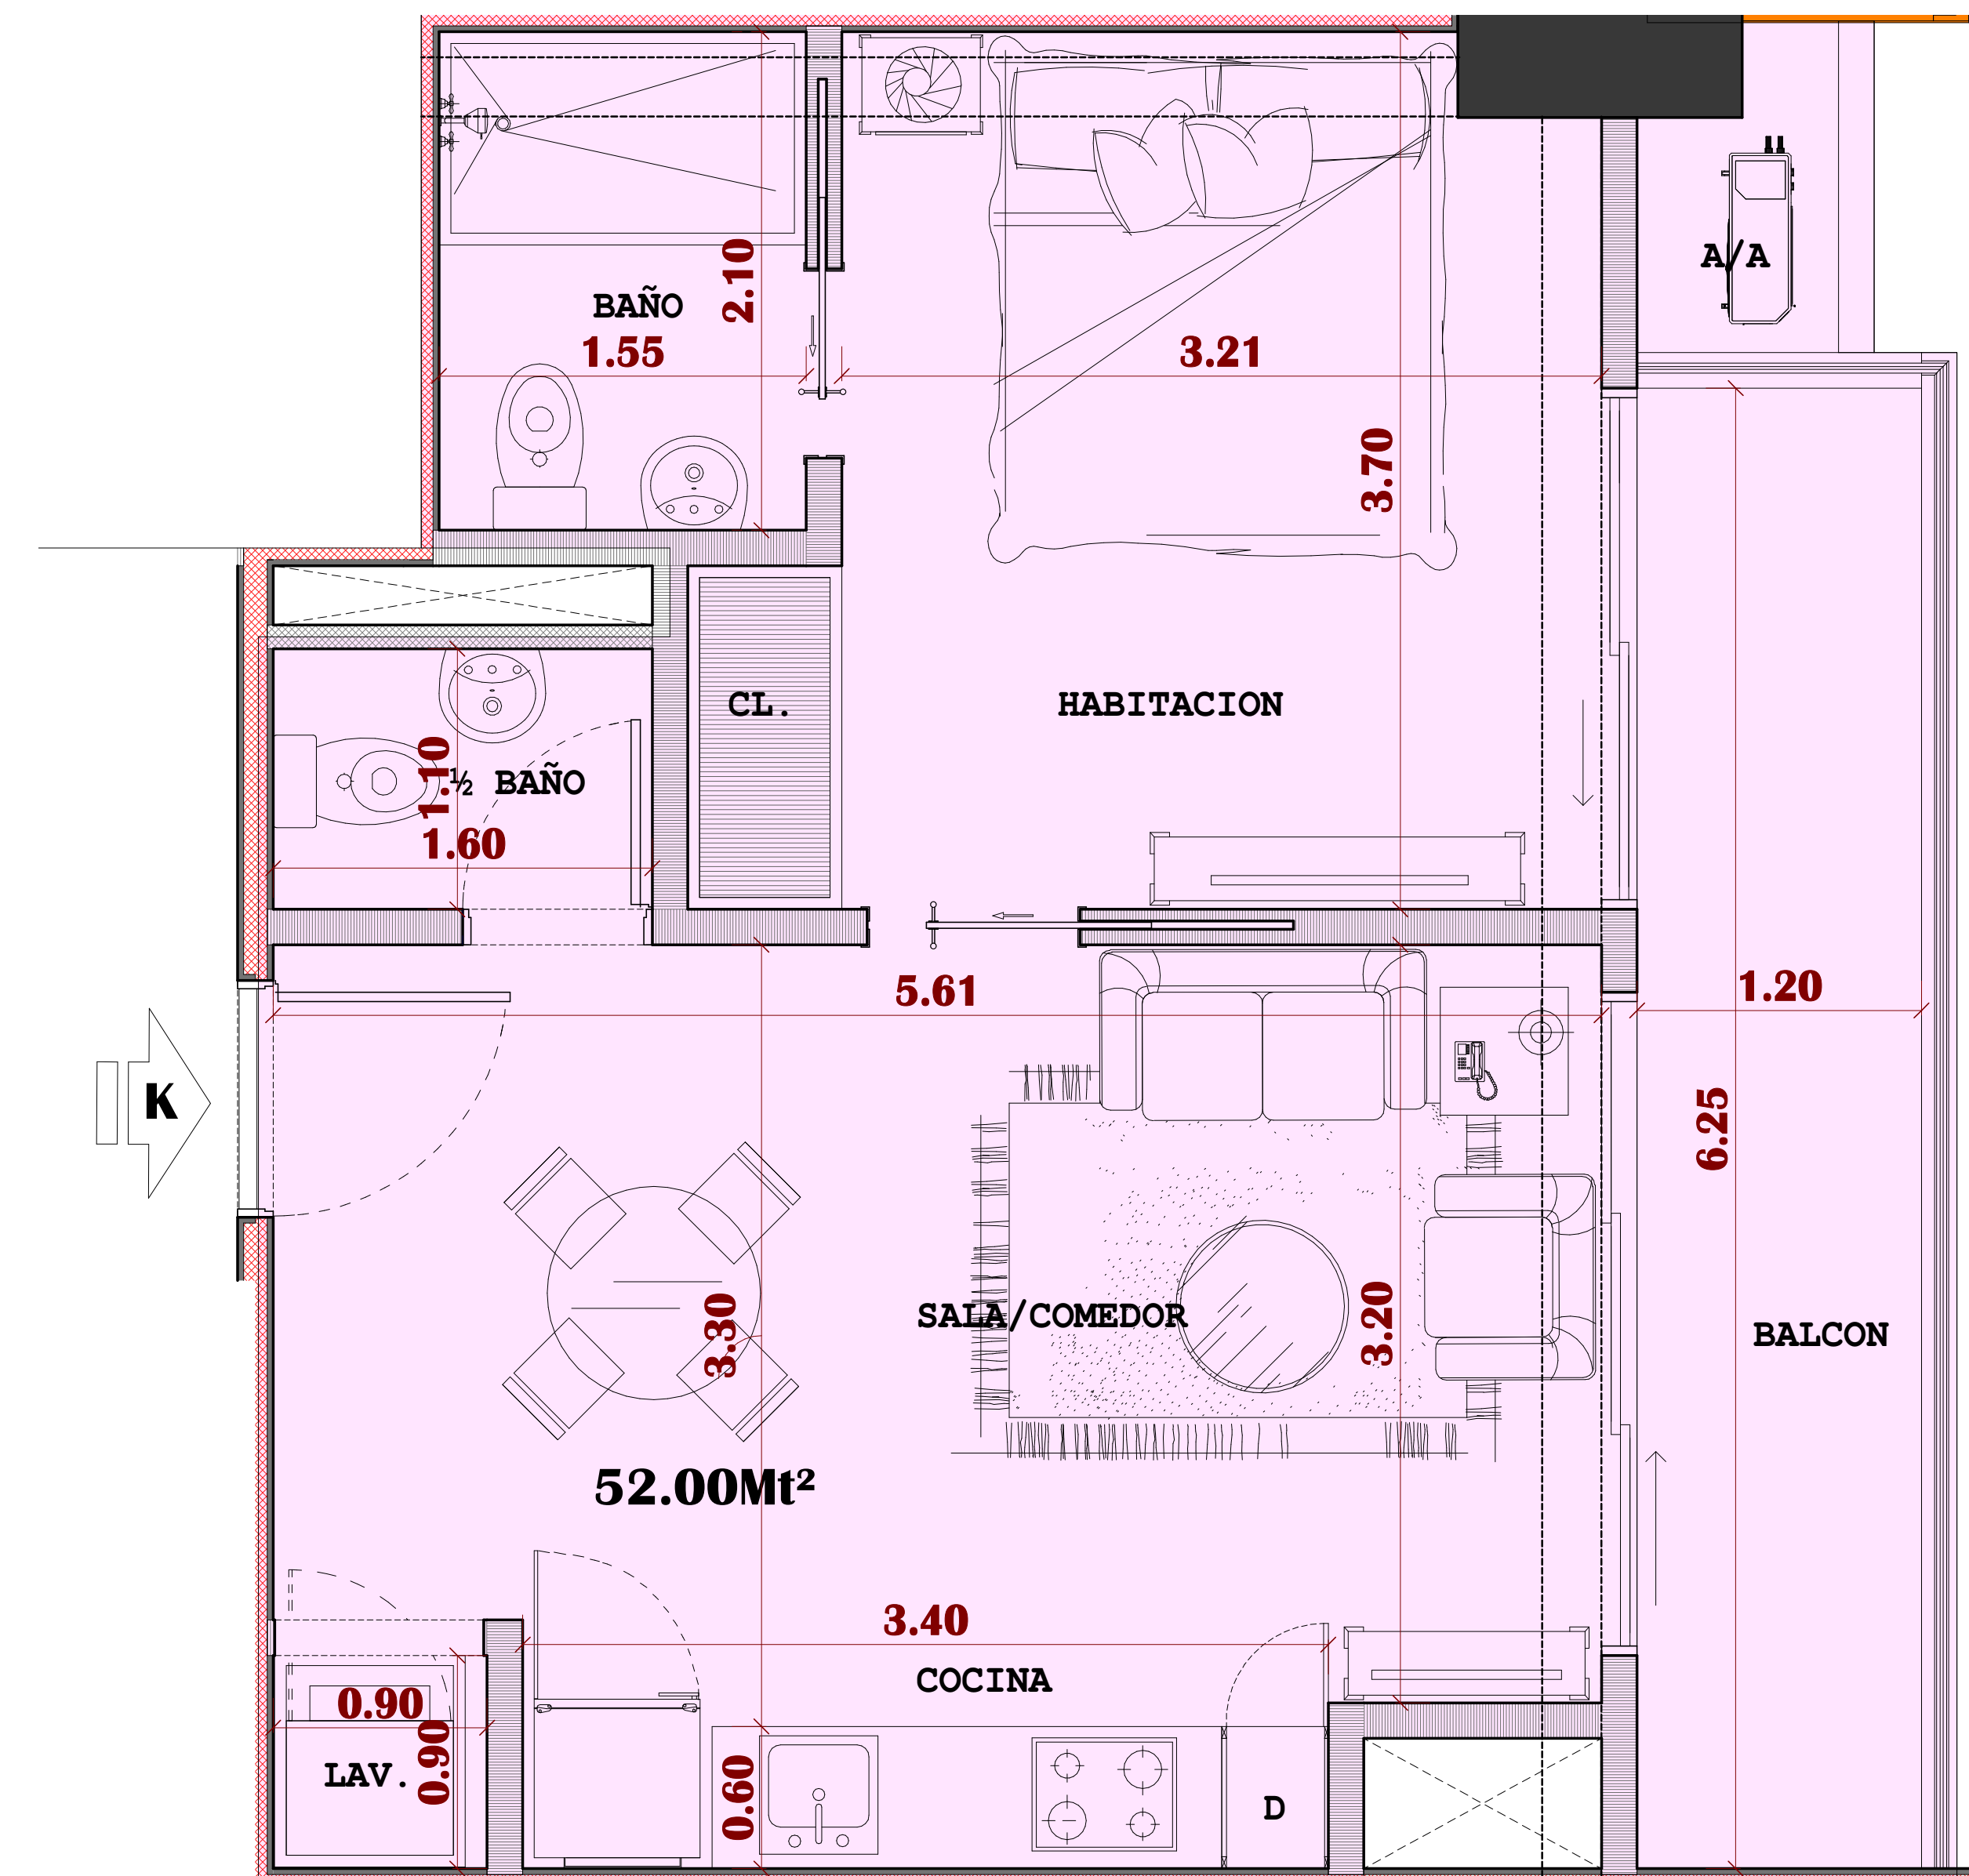 A/A
2.10
BAÑO
1.55
3.21
3.70
CL.
HABITACION
1.10
½ BAÑO
1.60
5.61
1.20
K
6.25
3.30
SALA/COMEDOR
3.20
BALCON
52.00Mt²
3.40
COCINA
0.90
0.90
LAV.
0.60
D